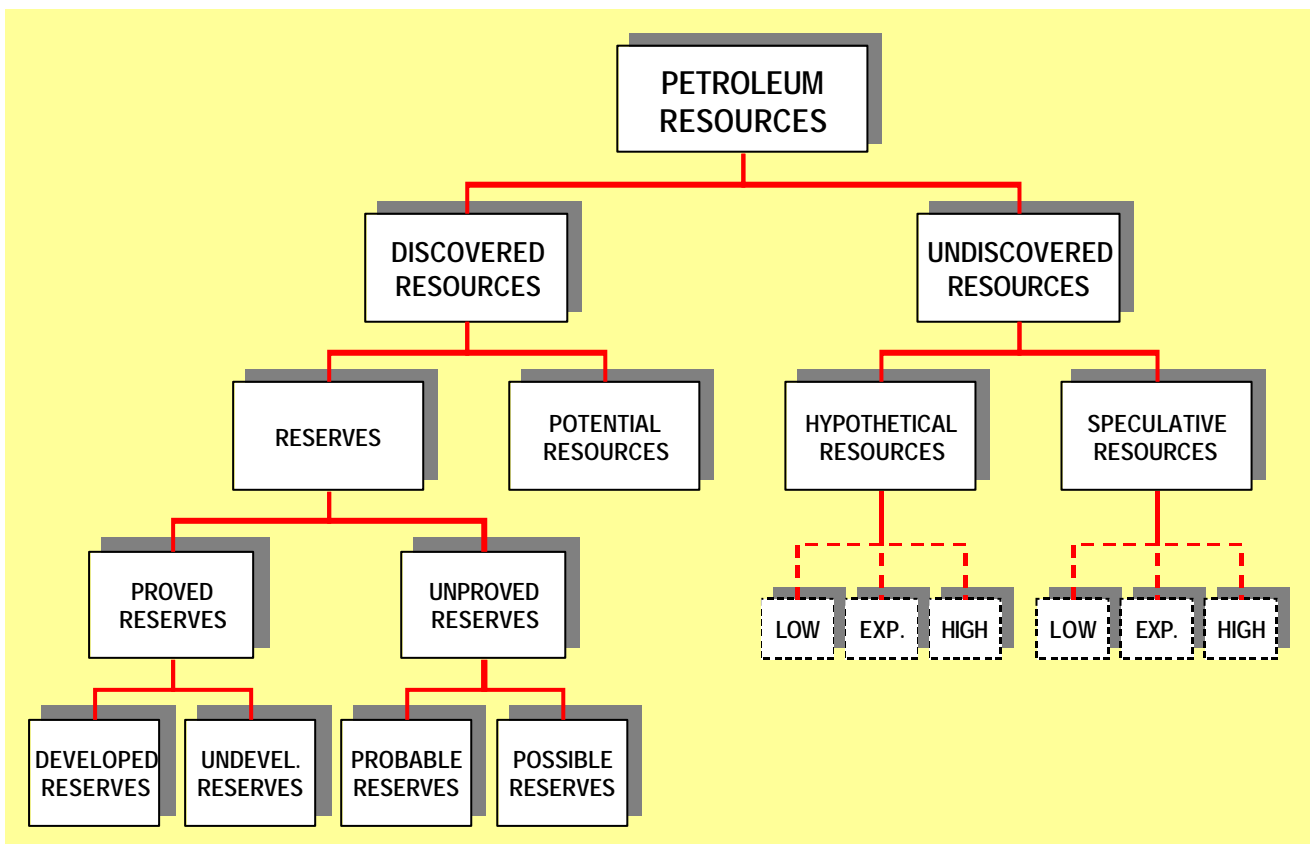 PETROLEUM
RESOURCES
DISCOVERED
RESOURCES
UNDISCOVERED
RESOURCES
RESERVES
POTENTIAL
RESOURCES
HYPOTHETICAL
RESOURCES
SPECULATIVE
RESOURCES
PROVED
RESERVES
UNPROVED
RESERVES
LOW
EXP.
HIGH
LOW
EXP.
HIGH
DEVELOPED
RESERVES
UNDEVEL.
RESERVES
PROBABLE
RESERVES
POSSIBLE
RESERVES